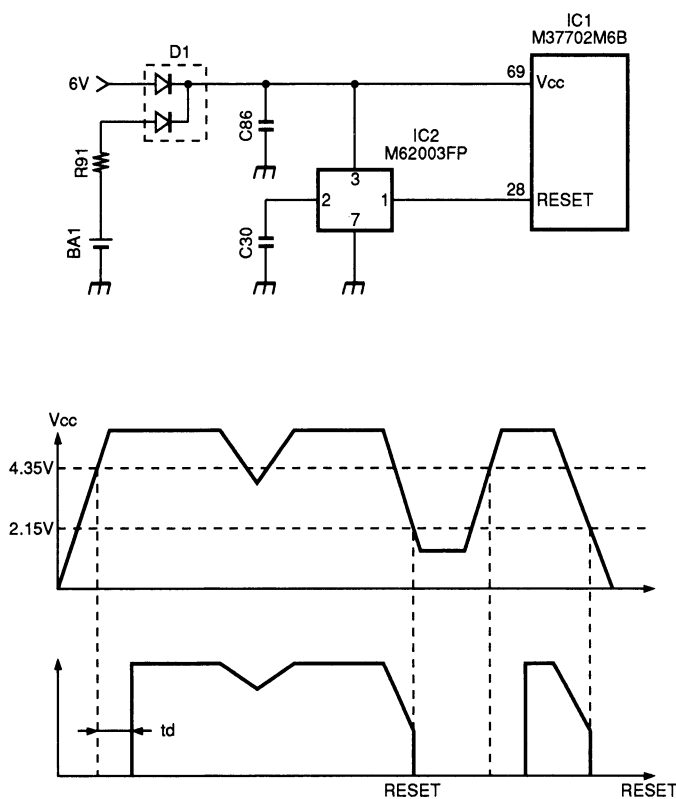 IC1
M37702M6B
D1
6V
69
Vcc
C86
IC2
M62003FP
R91
3
28
RESET
2
1
7
BA1
C30
Vcc
4.35V
2.15V
td
RESET
RESET